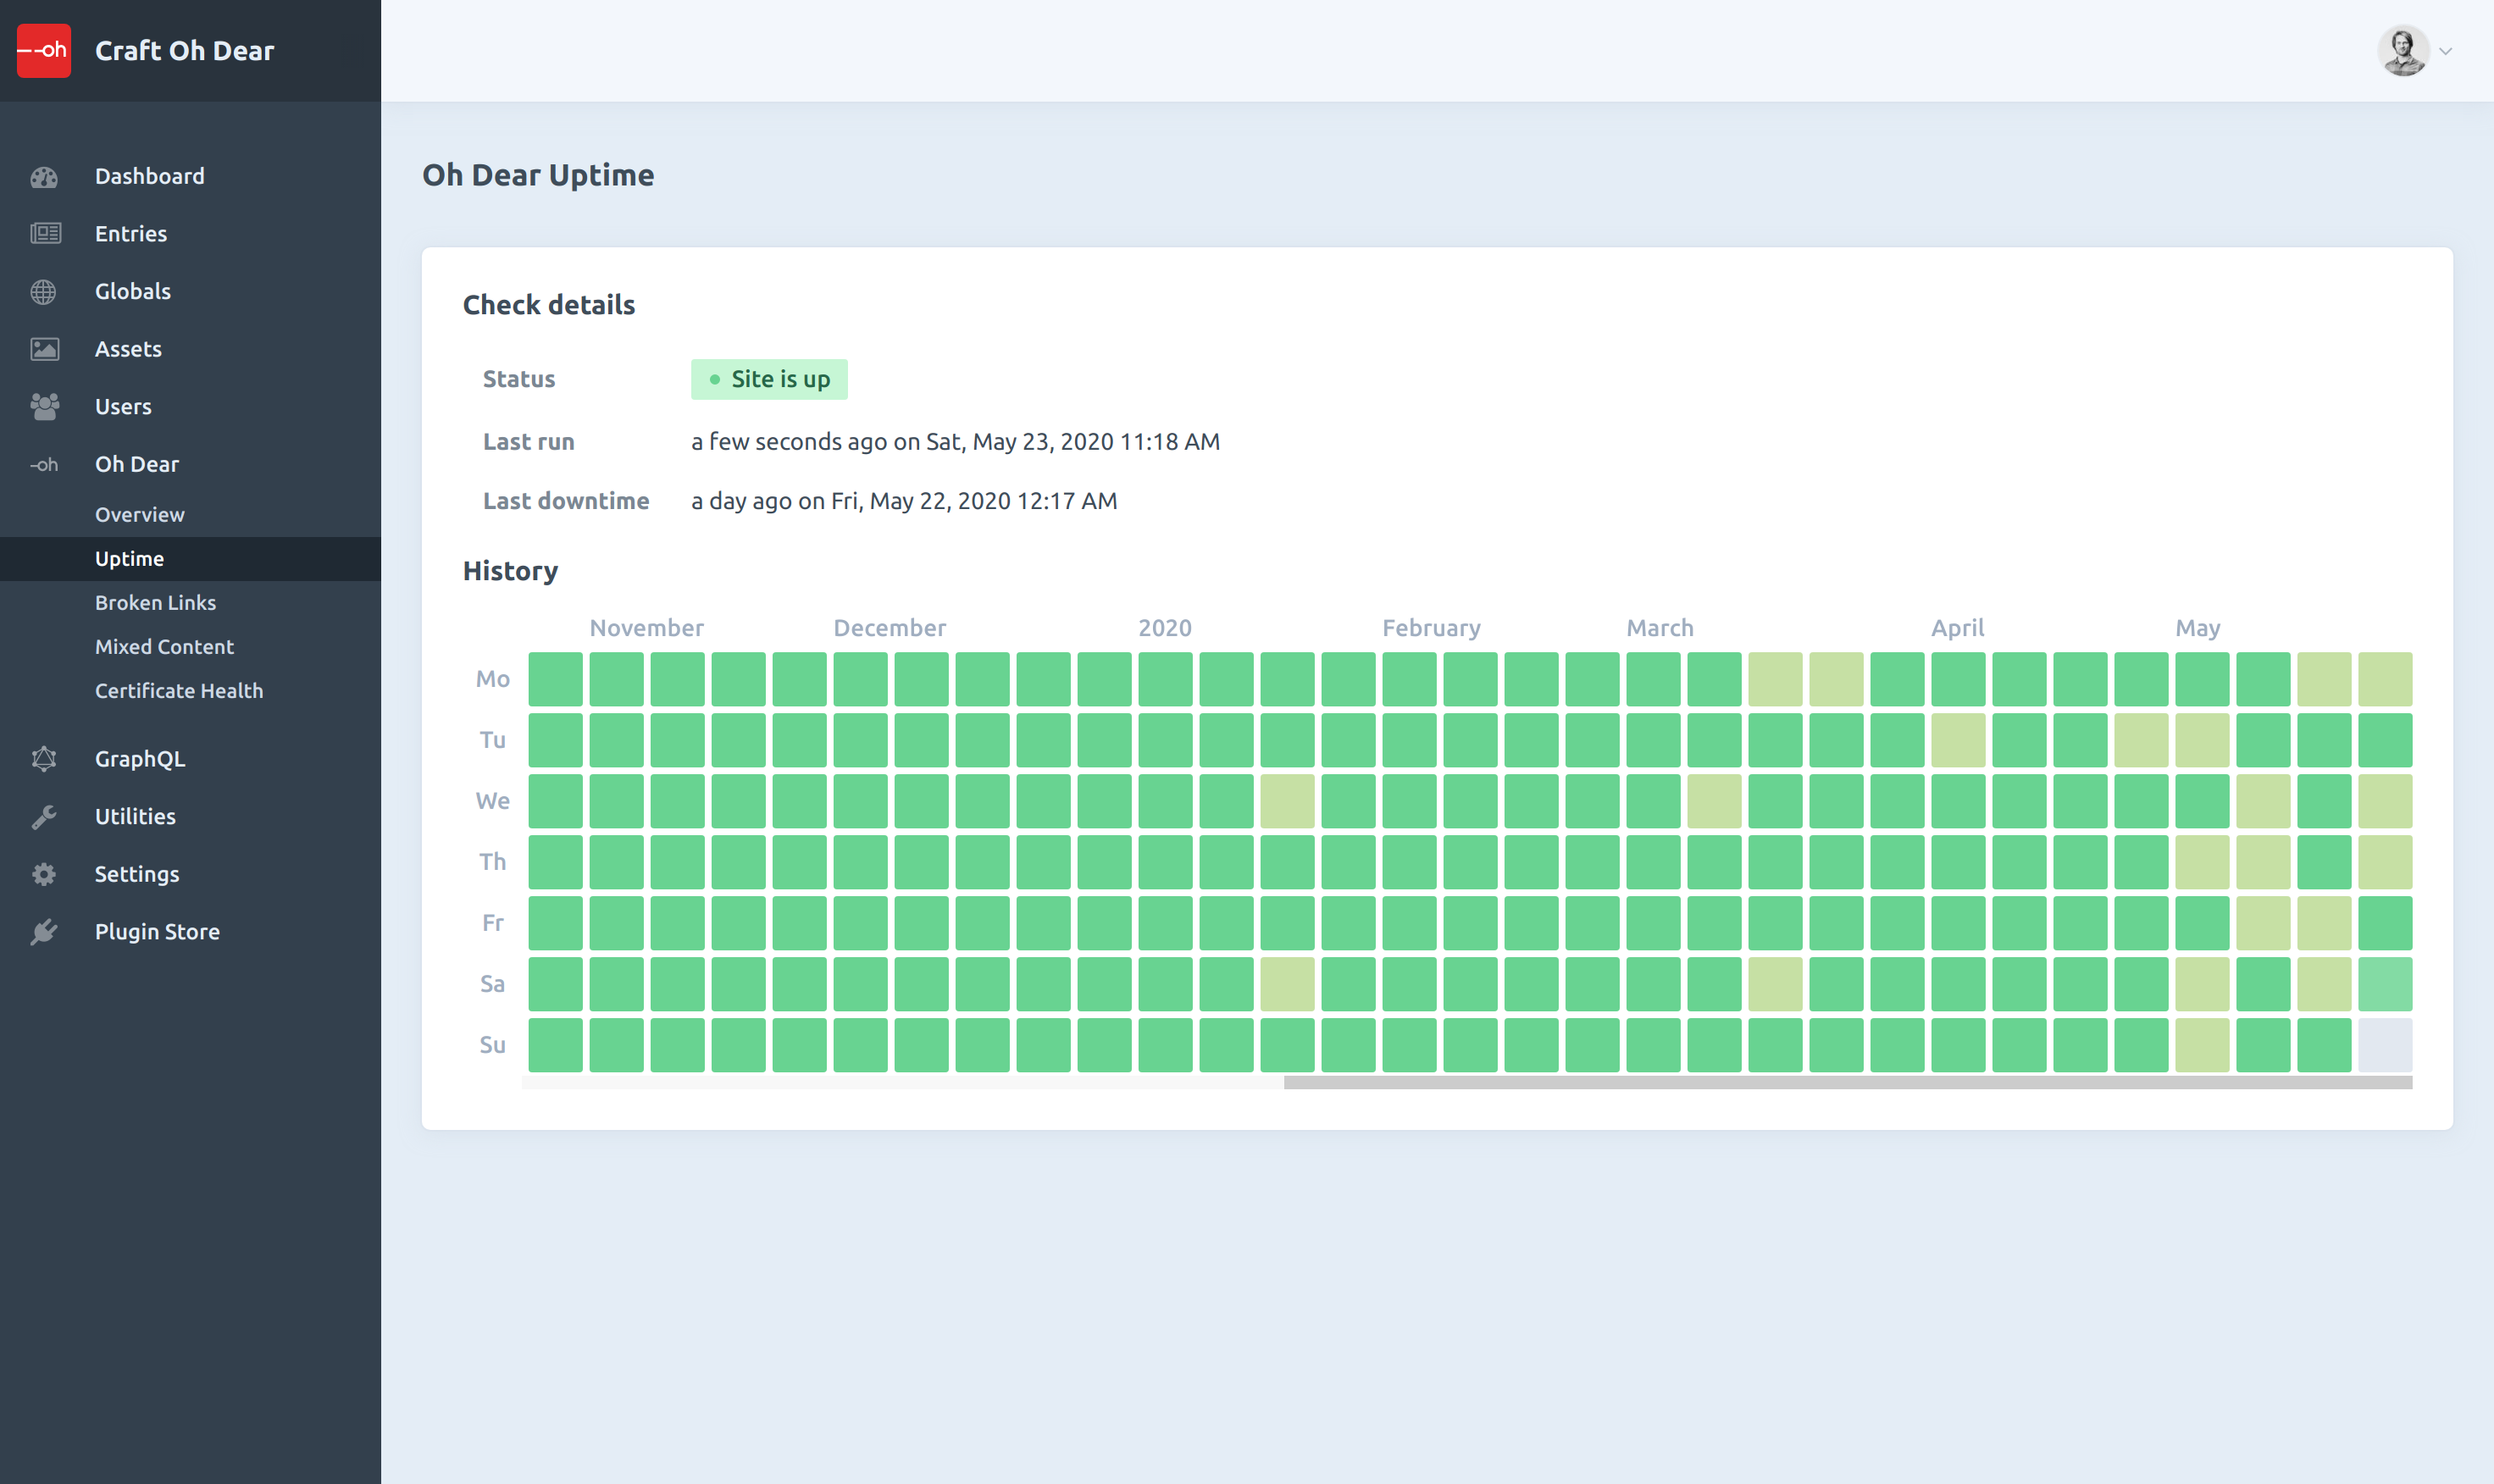 —-oh Craft Oh Dear
Dashboard
Entries
Globals
Assets
Users
-oh Oh Dear
Overview
Uptime
Broken Links
Mixed Content
Certificate Health
GraphQL
Utilities
Settings
Plugin Store
Oh Dear Uptime
Check details
Status Site is up
Last run a few seconds ago on Sat, May 23, 2020 11:18 AM
Last downtime a day ago on Fri, May 22, 2020 12:17 AM
History
November December 2020 February March April May
Mo
Tu
We
Th
Fr
Sa
Su